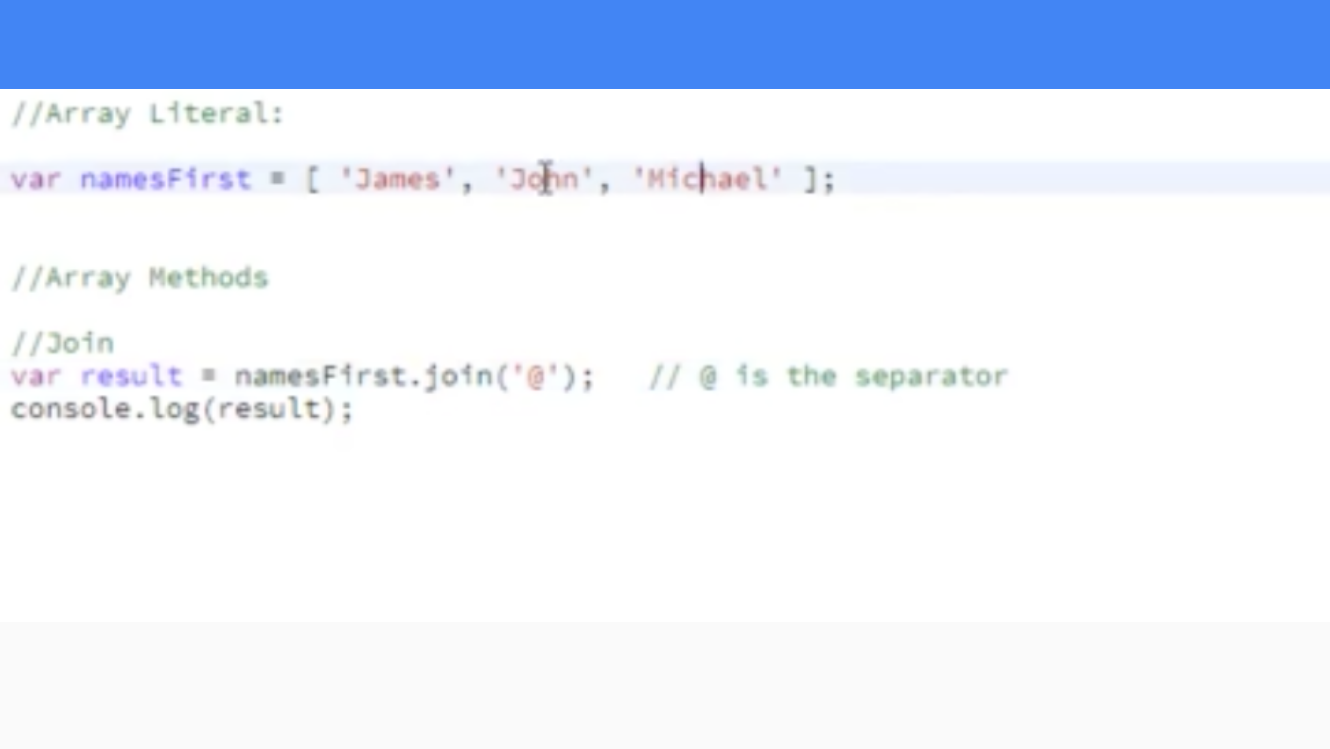 //Array Literal:
var namesFirst = [ 'James', 'John', 'Michael' ];
//Array Methods
//Join
var result = namesFirst.join('@');   // @ is the separator
console.log(result);